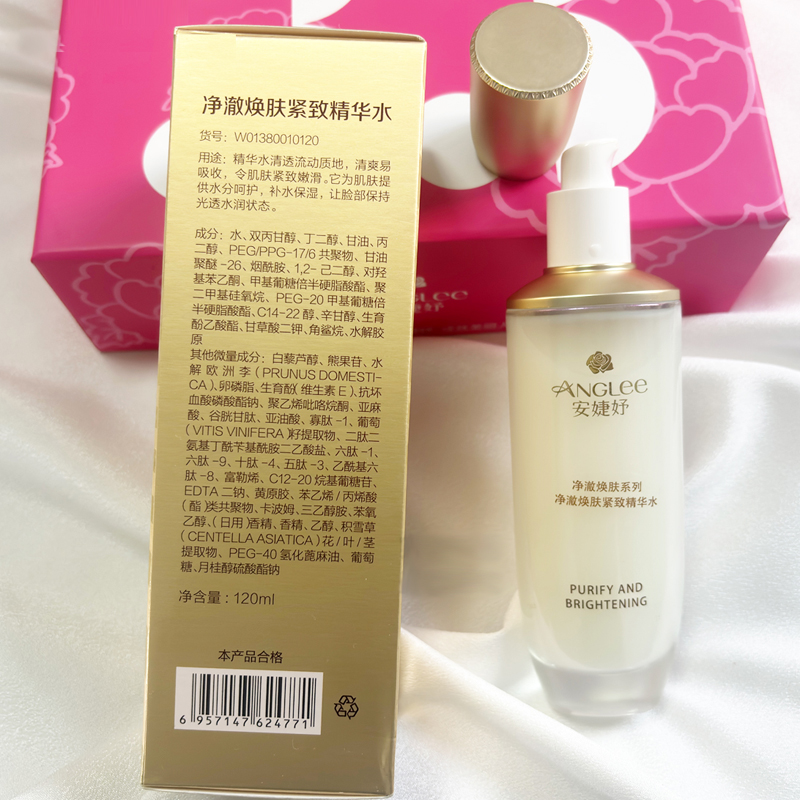 净澈焕肤紧致精华水
货号：W01380010120
用途：精华水清透流动质地，清爽易
吸收，令肌肤紧致嫩滑。它为肌肤提
供水分呵护，补水保湿，让脸部保持
光透水润状态。
成分：水、双丙甘醇、丁二醇、甘油、丙
二醇、PEG/PPG-17/6 共聚物、甘油
聚醚-26、烟酰胺、1,2-己二醇、对羟
基苯乙酮、甲基葡糖倍半硬脂酸酯、聚
二甲基硅氧烷、PEG-20 甲基葡糖倍
半硬脂酸酯、C14-22 醇、辛甘醇、生育
酚乙酸酯、甘草酸二钾、角鲨烷、水解胶
原
其他微量成分：白藜芦醇、熊果苷、水
解欧洲李(PRUNUS DOMESTI-
CA)、卵磷脂、生育酚(维生素E)、抗坏
血酸磷酸酯钠、聚乙烯吡咯烷酮、亚麻
酸、谷胱甘肽、亚油酸、寡肽-1、葡萄
(VITIS VINIFERA)籽提取物、二肽二
氨基丁酰苄基酰胺二乙酸盐、六肽-1、
六肽-9、十肽-4、五肽-3、乙酰基六
肽-8、富勒烯、C12-20 烷基葡糖苷、
EDTA 二钠、黄原胶、苯乙烯/丙烯酸
（酯）类共聚物、卡波姆、三乙醇胺、苯氧
乙醇、（日用）香精、香精、乙醇、积雪草
(CENTELLA ASIATICA)花/叶/茎
提取物、PEG-40 氢化蓖麻油、葡萄
糖、月桂醇硫酸酯钠
净含量：120ml
本产品合格
6 957147 624771
ANGLee
安婕妤
净澈焕肤系列
净澈焕肤紧致精华水
PURIFY AND
BRIGHTENING